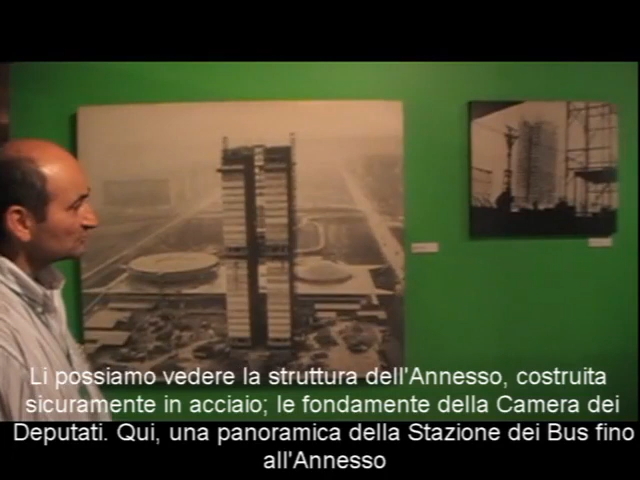 Li possiamo vedere la struttura dell'Annesso, costruita
sicuramente in acciaio; le fondamente della Camera dei
Deputati. Qui, una panoramica della Stazione dei Bus fino
all'Annesso